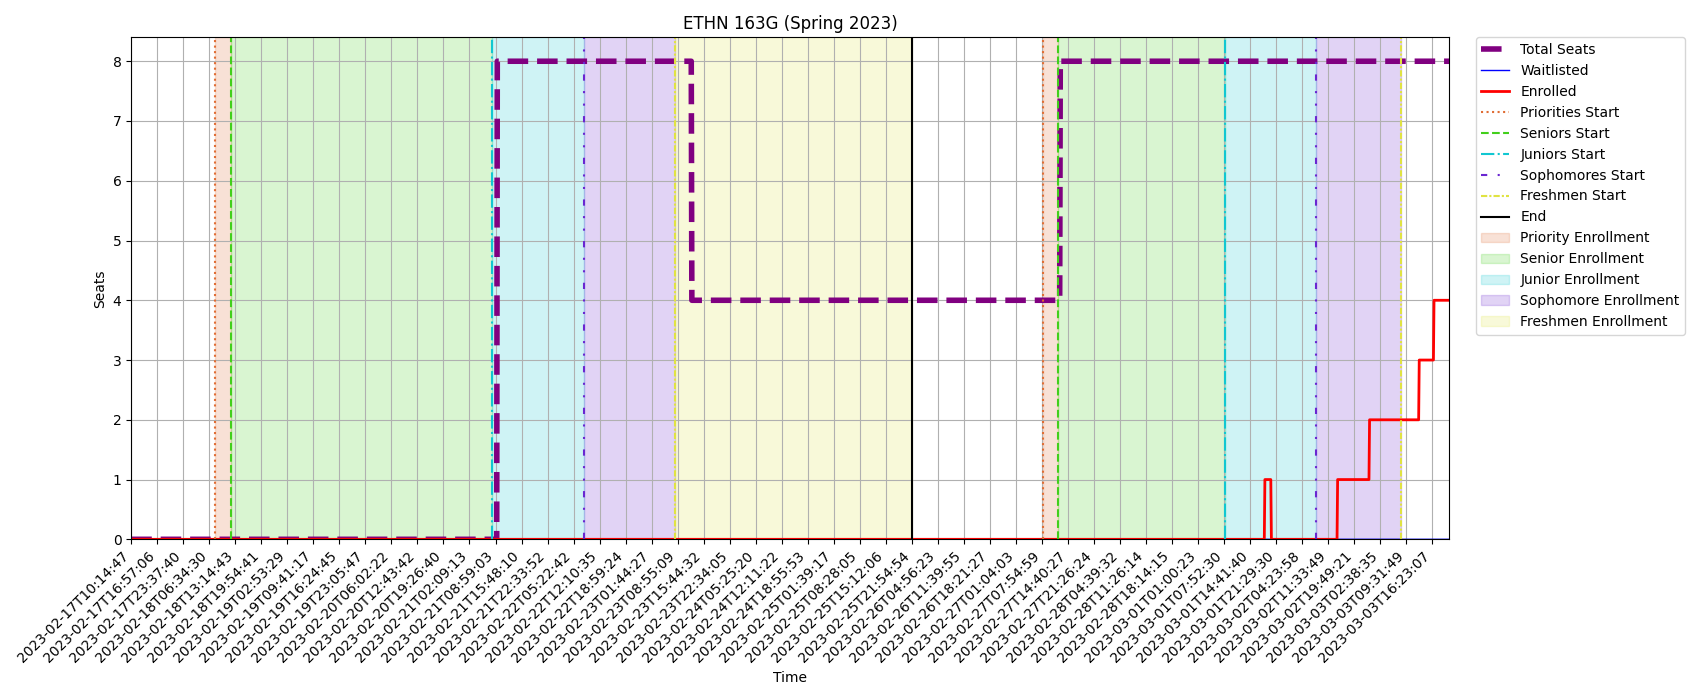 ETHN 163G (Spring 2023)
Seats
8
7
6
5
4
3
2
1
0
2023-02-17T10:14:47
2023-02-17T16:57:06
2023-02-17T23:37:40
2023-02-18T06:34:30
2023-02-18T13:14:43
2023-02-18T19:54:41
2023-02-19T02:53:29
2023-02-19T09:41:17
2023-02-19T16:24:45
2023-02-19T23:05:47
2023-02-20T06:02:22
2023-02-20T12:43:42
2023-02-20T19:26:40
2023-02-21T02:09:13
2023-02-21T08:59:03
2023-02-21T15:48:10
2023-02-21T22:33:52
2023-02-22T05:22:42
2023-02-22T12:10:35
2023-02-22T18:59:24
2023-02-23T01:44:27
2023-02-23T08:55:09
2023-02-23T15:44:32
2023-02-23T22:34:05
2023-02-24T05:25:20
2023-02-24T12:11:22
2023-02-24T18:55:53
2023-02-25T01:39:17
2023-02-25T08:28:05
2023-02-25T15:12:06
2023-02-25T21:54:54
2023-02-26T04:56:23
2023-02-26T11:39:55
2023-02-26T18:21:27
2023-02-27T01:04:03
2023-02-27T07:54:59
2023-02-27T14:40:27
2023-02-27T21:26:24
2023-02-28T04:39:32
2023-02-28T11:26:14
2023-02-28T18:14:15
2023-03-01T01:00:23
2023-03-01T07:52:30
2023-03-01T14:41:40
2023-03-01T21:29:30
2023-03-02T04:23:58
2023-03-02T11:33:49
2023-03-02T19:49:21
2023-03-03T02:38:35
2023-03-03T09:31:49
2023-03-03T16:23:07
Time
Total Seats
Waitlisted
Enrolled
Priorities Start
Seniors Start
Juniors Start
Sophomores Start
Freshmen Start
End
Priority Enrollment
Senior Enrollment
Junior Enrollment
Sophomore Enrollment
Freshmen Enrollment